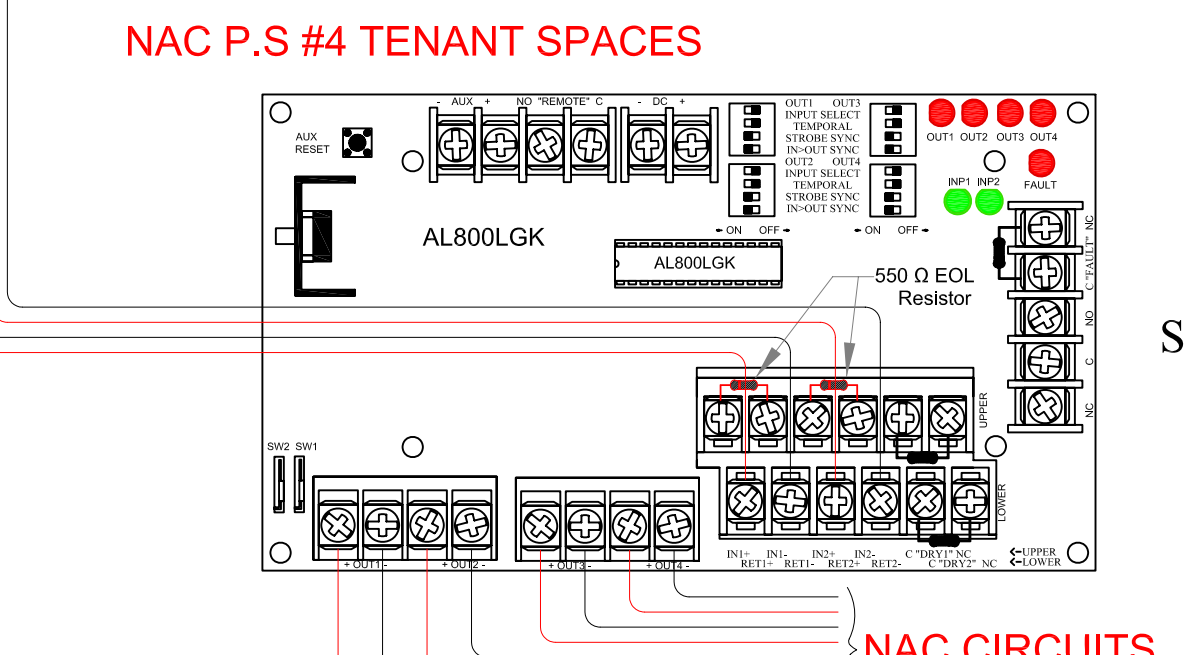 NAC P.S #4 TENANT SPACES
- AUX + NO "REMOTE" C - DC +
OUT1 OUT3
INPUT SELECT
TEMPORAL
STROBE SYNC
IN>OUT SYNC
OUT2 OUT4
INPUT SELECT
TEMPORAL
STROBE SYNC
IN>OUT SYNC
ON OFF
ON OFF
OUT1 OUT2 OUT3 OUT4
INP1 INP2
FAULT
AUX
RESET
AL800LGK
AL800LGK
550 Ω EOL
Resistor
NC
C "FAULT"
NO
C
NC
S
UPPER
LOWER
SW2 SW1
+ OUT1 - + OUT2 -
+ OUT3 - + OUT4 -
IN1+ IN1- IN2+ IN2- C "DRY1" NC
RET1+ RET1- RET2+ RET2- C "DRY2" NC
<-UPPER
<-LOWER
NAC CIRCUITS